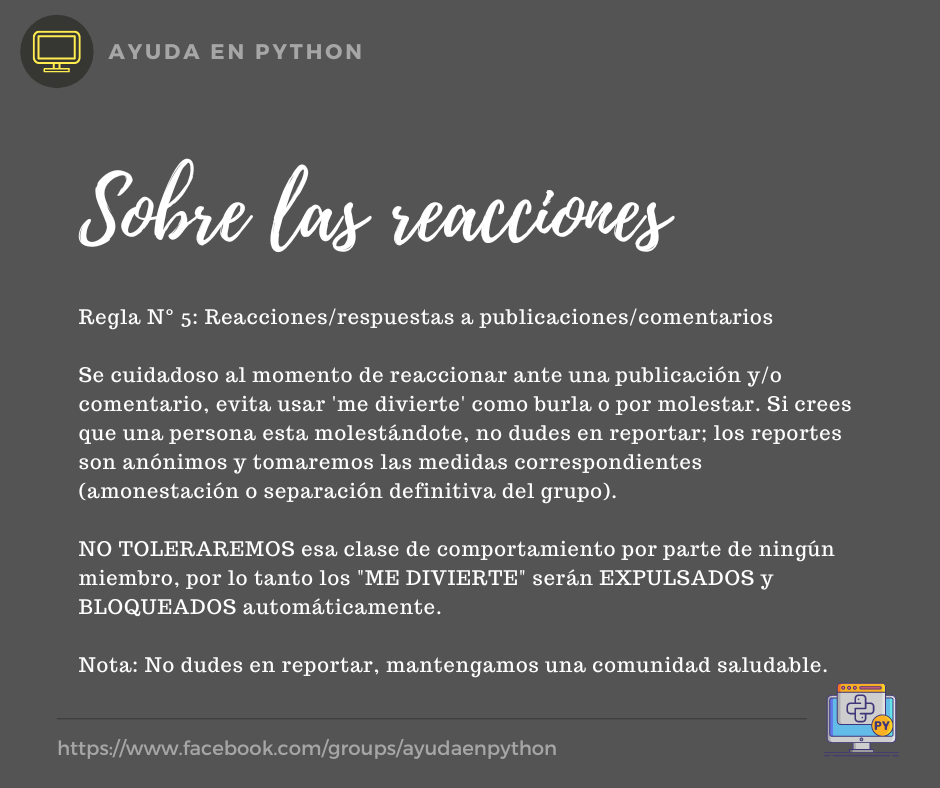 AYUDA EN PYTHON
Sobre las reacciones
Regla N° 5: Reacciones/respuestas a publicaciones/comentarios
Se cuidadoso al momento de reaccionar ante una publicación y/o
comentario, evita usar 'me divierte' como burla o por molestar. Si crees
que una persona esta molestándote, no dudes en reportar; los reportes
son anónimos y tomaremos las medidas correspondientes
(amonestación o separación definitiva del grupo).
NO TOLERAREMOS esa clase de comportamiento por parte de ningún
miembro, por lo tanto los "ME DIVIERTE" serán EXPULSADOS y
BLOQUEADOS automáticamente.
Nota: No dudes en reportar, mantengamos una comunidad saludable.
PY
https://www.facebook.com/groups/ayudaenpython